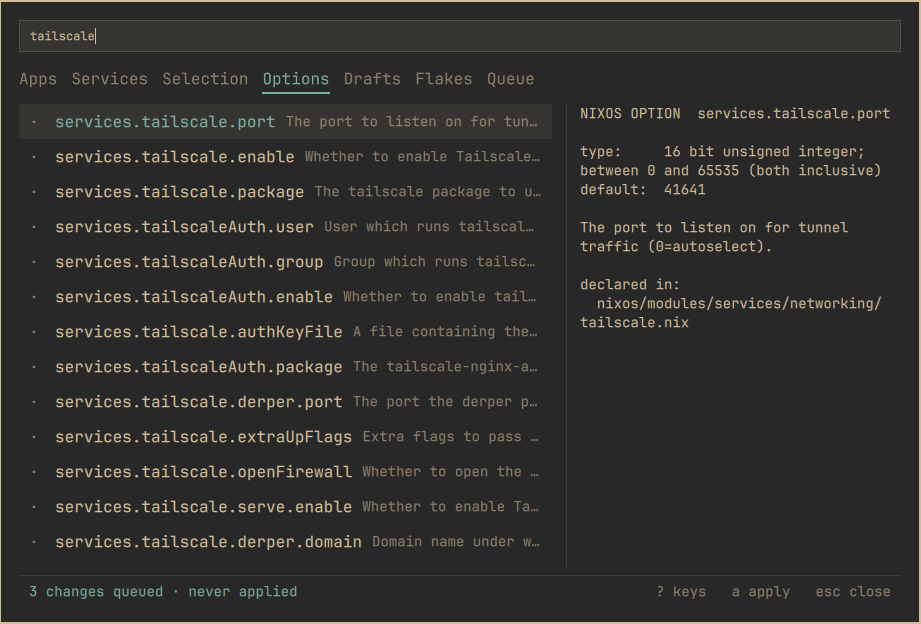 tailscale
Apps Services Selection Options Drafts Flakes Queue
· services.tailscale.port The port to listen on for tun…
· services.tailscale.enable Whether to enable Tailscale…
· services.tailscale.package The tailscale package to u…
· services.tailscaleAuth.user User which runs tailscal…
· services.tailscaleAuth.group Group which runs tailsc…
· services.tailscaleAuth.enable Whether to enable tail…
· services.tailscale.authKeyFile A file containing the…
· services.tailscaleAuth.package The tailscale-nginx-a…
· services.tailscale.derper.port The port the derper p…
· services.tailscale.extraUpFlags Extra flags to pass …
· services.tailscale.openFirewall Whether to open the …
· services.tailscale.serve.enable Whether to enable Ta…
· services.tailscale.derper.domain Domain name under w…
NIXOS OPTION services.tailscale.port
type: 16 bit unsigned integer;
between 0 and 65535 (both inclusive)
default: 41641
The port to listen on for tunnel
traffic (0=autoselect).
declared in:
nixos/modules/services/networking/
tailscale.nix
3 changes queued · never applied
? keys a apply esc close